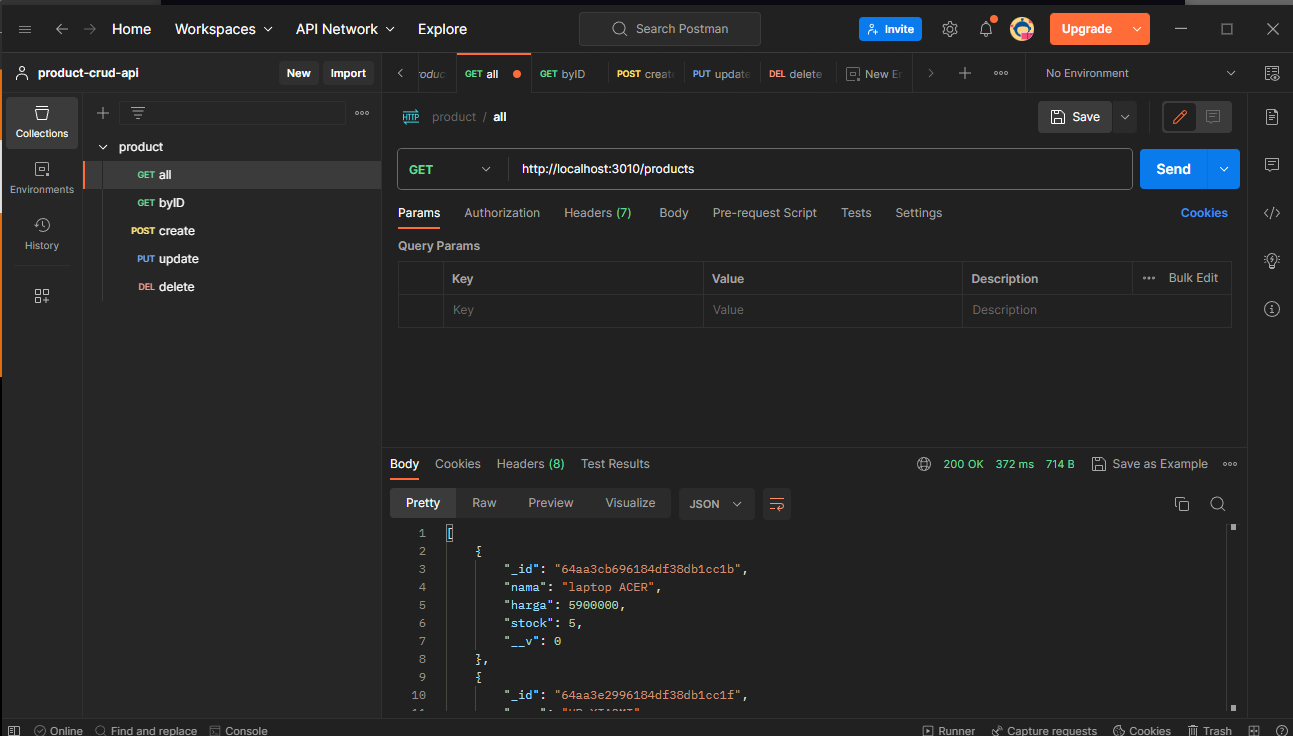 Home Workspaces API Network Explore Search Postman Invite Upgrade
product-crud-api New Import GET all GET byID POST PUT update DEL delete New No Environment
product / all Save
Collections
product
GET all
GET byID
POST create
PUT update
DEL delete
Environments
History
HTTP
GET http://localhost:3010/products Send
Params Authorization Headers (7) Body Pre-request Script Tests Settings Cookies
Query Params
Key Value Description Bulk Edit
Key Value Description
Body Cookies Headers (8) Test Results 200 OK 372 ms 714 B Save as Example
Pretty Raw Preview Visualize JSON
1 [
2 {
3 "_id": "64aa3cb696184df38db1cc1b",
4 "nama": "laptop ACER",
5 "harga": 5900000,
6 "stock": 5,
7 "__v": 0
8 },
9 {
10 "_id": "64aa3e2996184df38db1cc1f",
Online Find and replace Console Runner Capture requests Cookies Trash